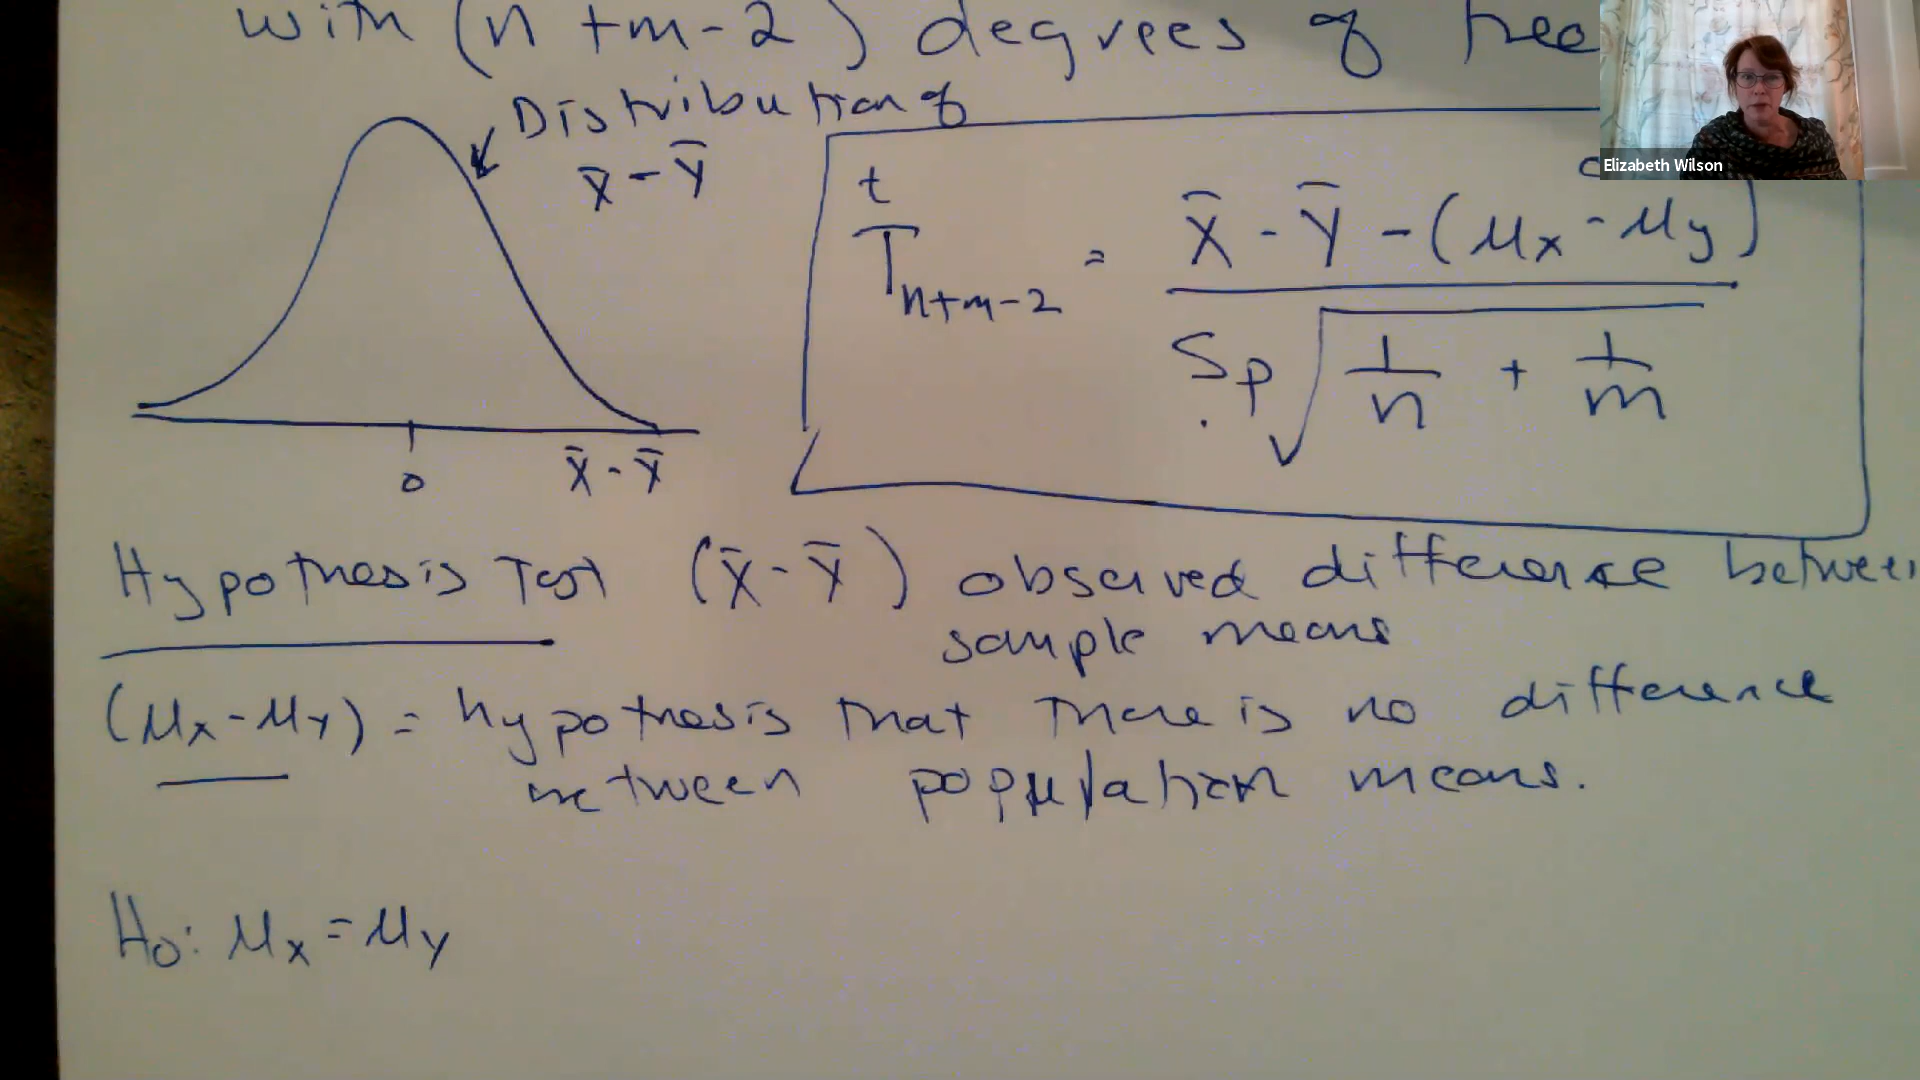 with (n + m - 2) degrees of
Distribution of
X̄ - Ȳ
0
X̄ - Ȳ
t
T n+m-2 = X̄ - Ȳ - (μx - μy)
Sp √ 1/n + 1/m
Elizabeth Wilson
Hypothesis Test (X̄ - Ȳ) observed difference between
sample means
(μx - μy) = hypothesis that there is no difference
between population means.
H0: μx = μy